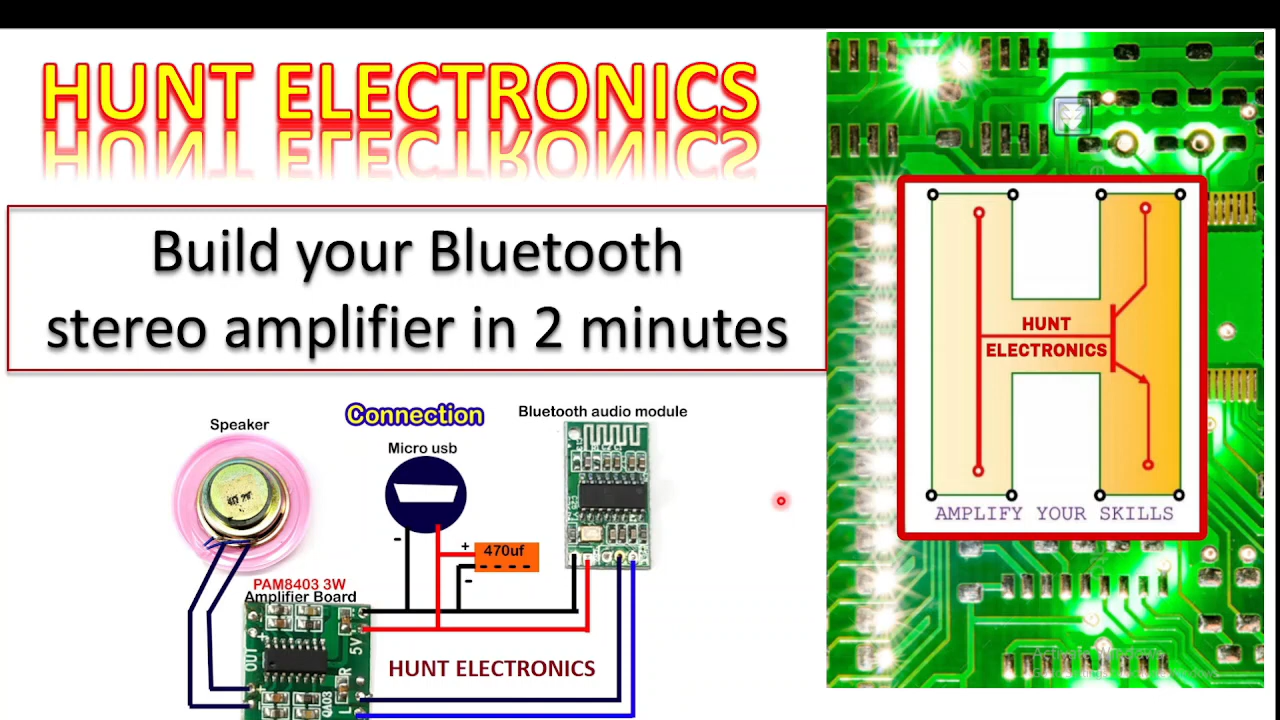 HUNT ELECTRONICS
Build your Bluetooth
stereo amplifier in 2 minutes
Connection
Speaker
Micro usb
Bluetooth audio module
+
470uf
-
-
PAM8403 3W
Amplifier Board
OUT
+
5V
R
L
HUNT ELECTRONICS
HUNT
ELECTRONICS
AMPLIFY YOUR SKILLS